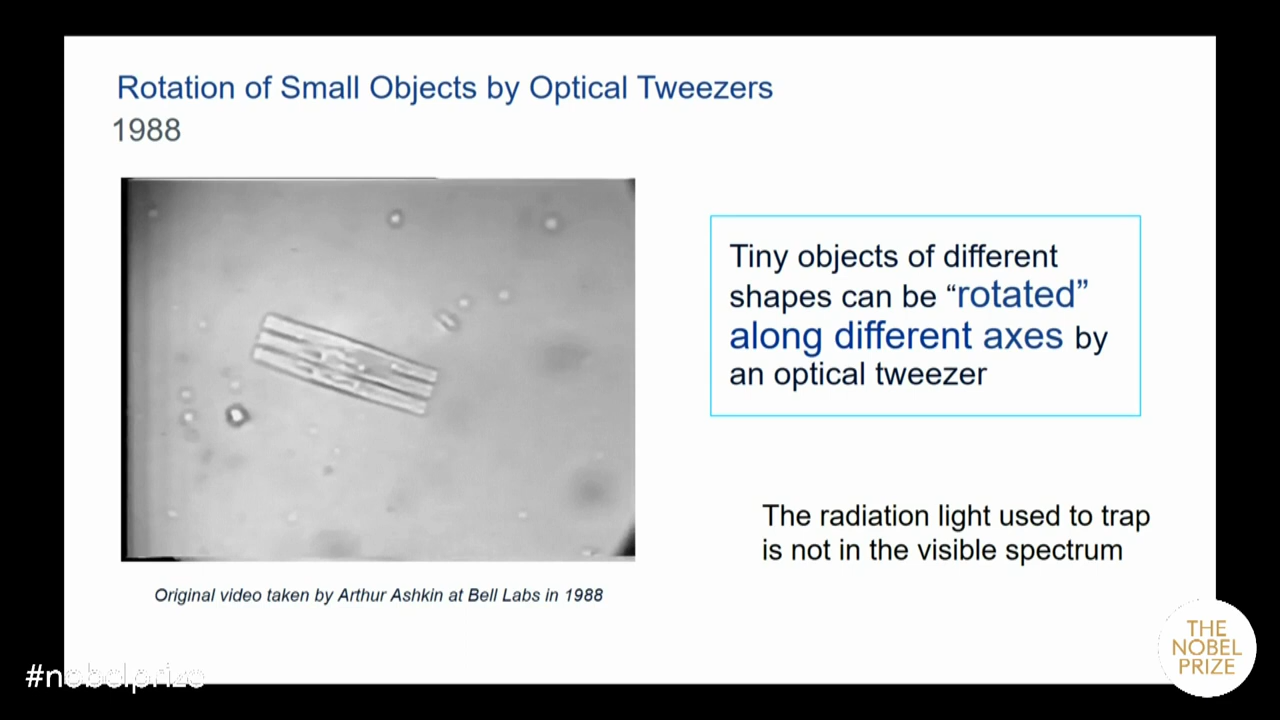 Rotation of Small Objects by Optical Tweezers
1988
Tiny objects of different
shapes can be “rotated”
along different axes by
an optical tweezer
The radiation light used to trap
is not in the visible spectrum
Original video taken by Arthur Ashkin at Bell Labs in 1988
THE
NOBEL
PRIZE
#nobelprize